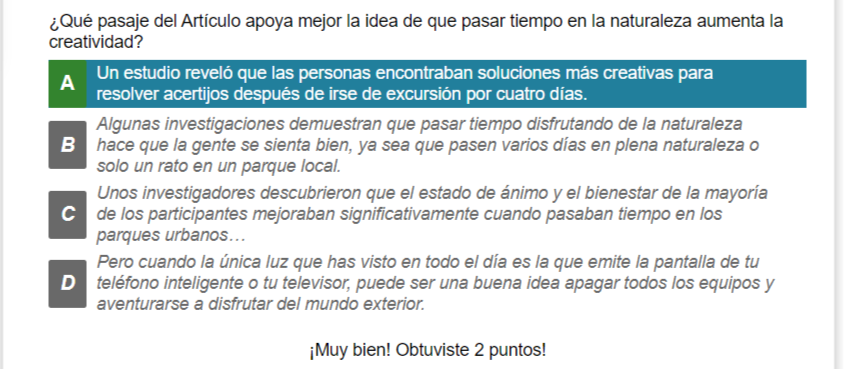 ¿Qué pasaje del Artículo apoya mejor la idea de que pasar tiempo en la naturaleza aumenta la
creatividad?
A Un estudio reveló que las personas encontraban soluciones más creativas para
resolver acertijos después de irse de excursión por cuatro días.
B Algunas investigaciones demuestran que pasar tiempo disfrutando de la naturaleza
hace que la gente se sienta bien, ya sea que pasen varios días en plena naturaleza o
solo un rato en un parque local.
C Unos investigadores descubrieron que el estado de ánimo y el bienestar de la mayoría
de los participantes mejoraban significativamente cuando pasaban tiempo en los
parques urbanos…
D Pero cuando la única luz que has visto en todo el día es la que emite la pantalla de tu
teléfono inteligente o tu televisor, puede ser una buena idea apagar todos los equipos y
aventurarse a disfrutar del mundo exterior.
¡Muy bien! Obtuviste 2 puntos!